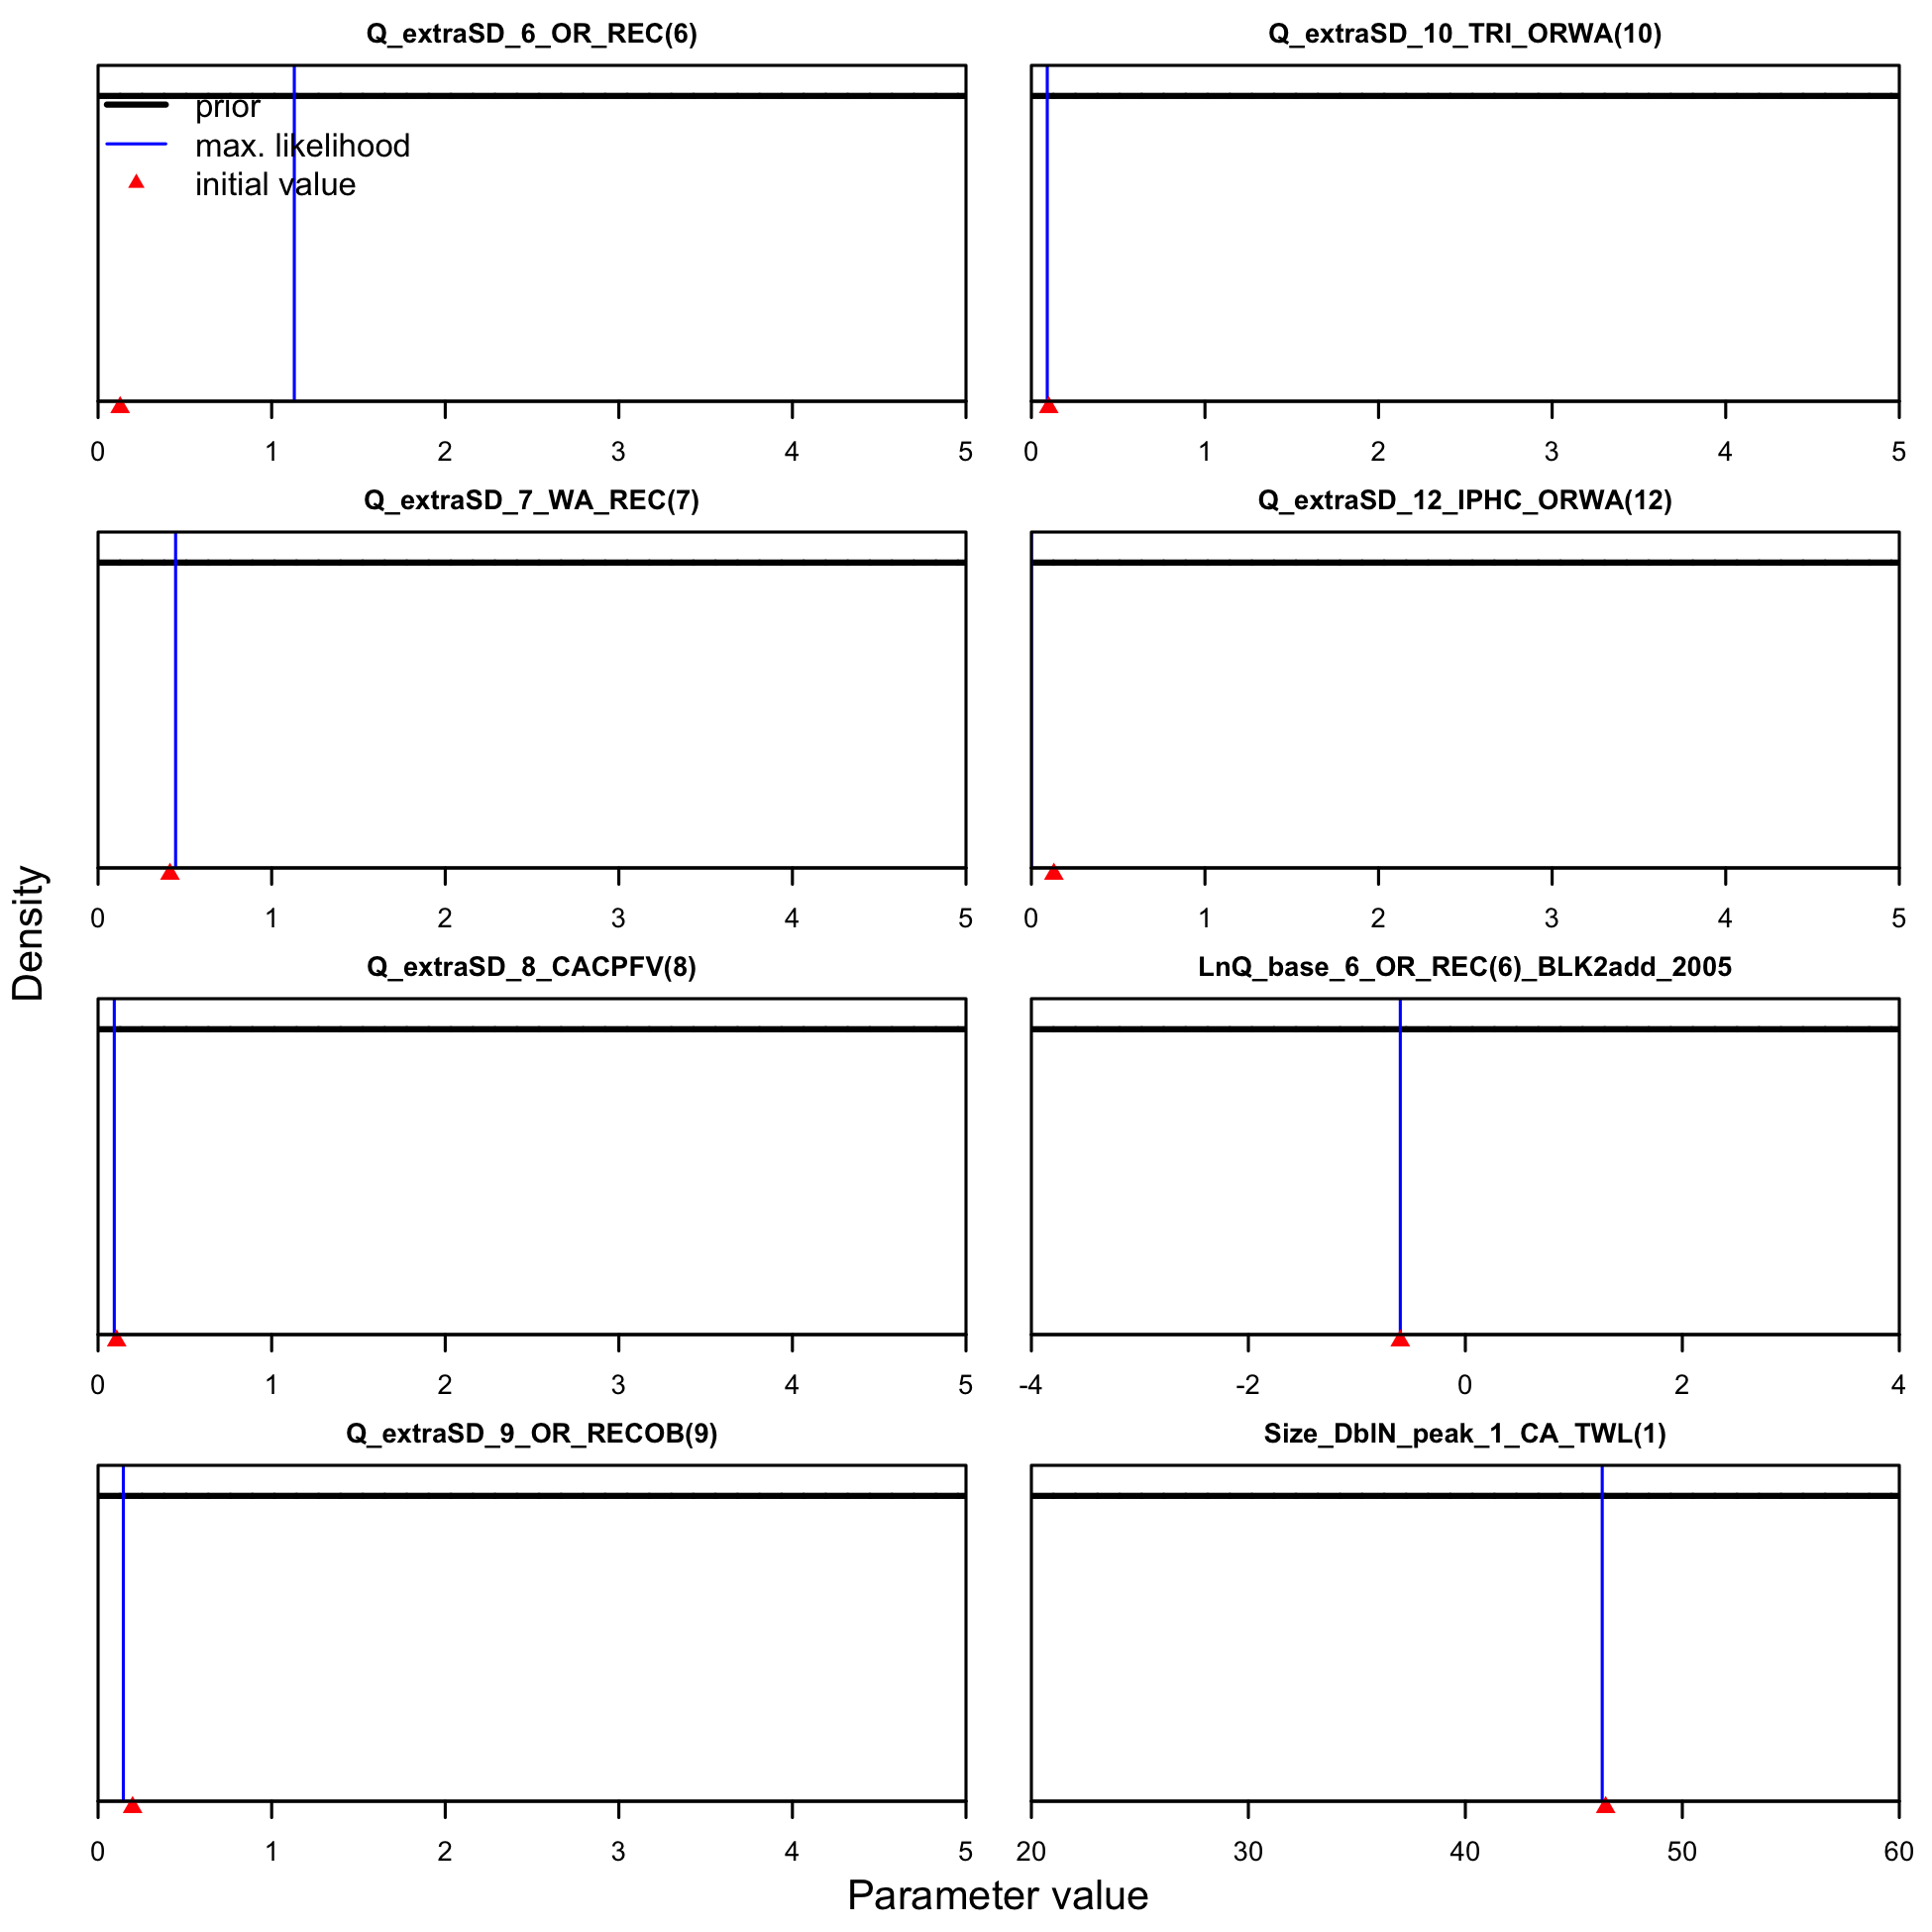 Q_extraSD_6_OR_REC(6)
prior
max. likelihood
initial value
0 1 2 3 4 5
Q_extraSD_10_TRI_ORWA(10)
0 1 2 3 4 5
Q_extraSD_7_WA_REC(7)
0 1 2 3 4 5
Q_extraSD_12_IPHC_ORWA(12)
0 1 2 3 4 5
Q_extraSD_8_CACPFV(8)
0 1 2 3 4 5
LnQ_base_6_OR_REC(6)_BLK2add_2005
-4 -2 0 2 4
Q_extraSD_9_OR_RECOB(9)
0 1 2 3 4 5
Size_DblN_peak_1_CA_TWL(1)
20 30 40 50 60
Density
Parameter value